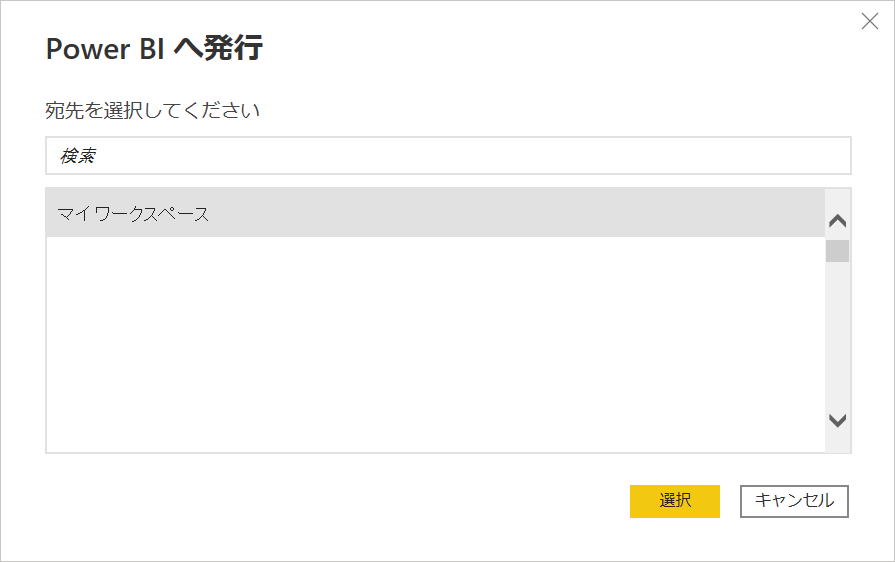 Power BI へ発行
宛先を選択してください
検索
マイ ワークスペース
選択
キャンセル